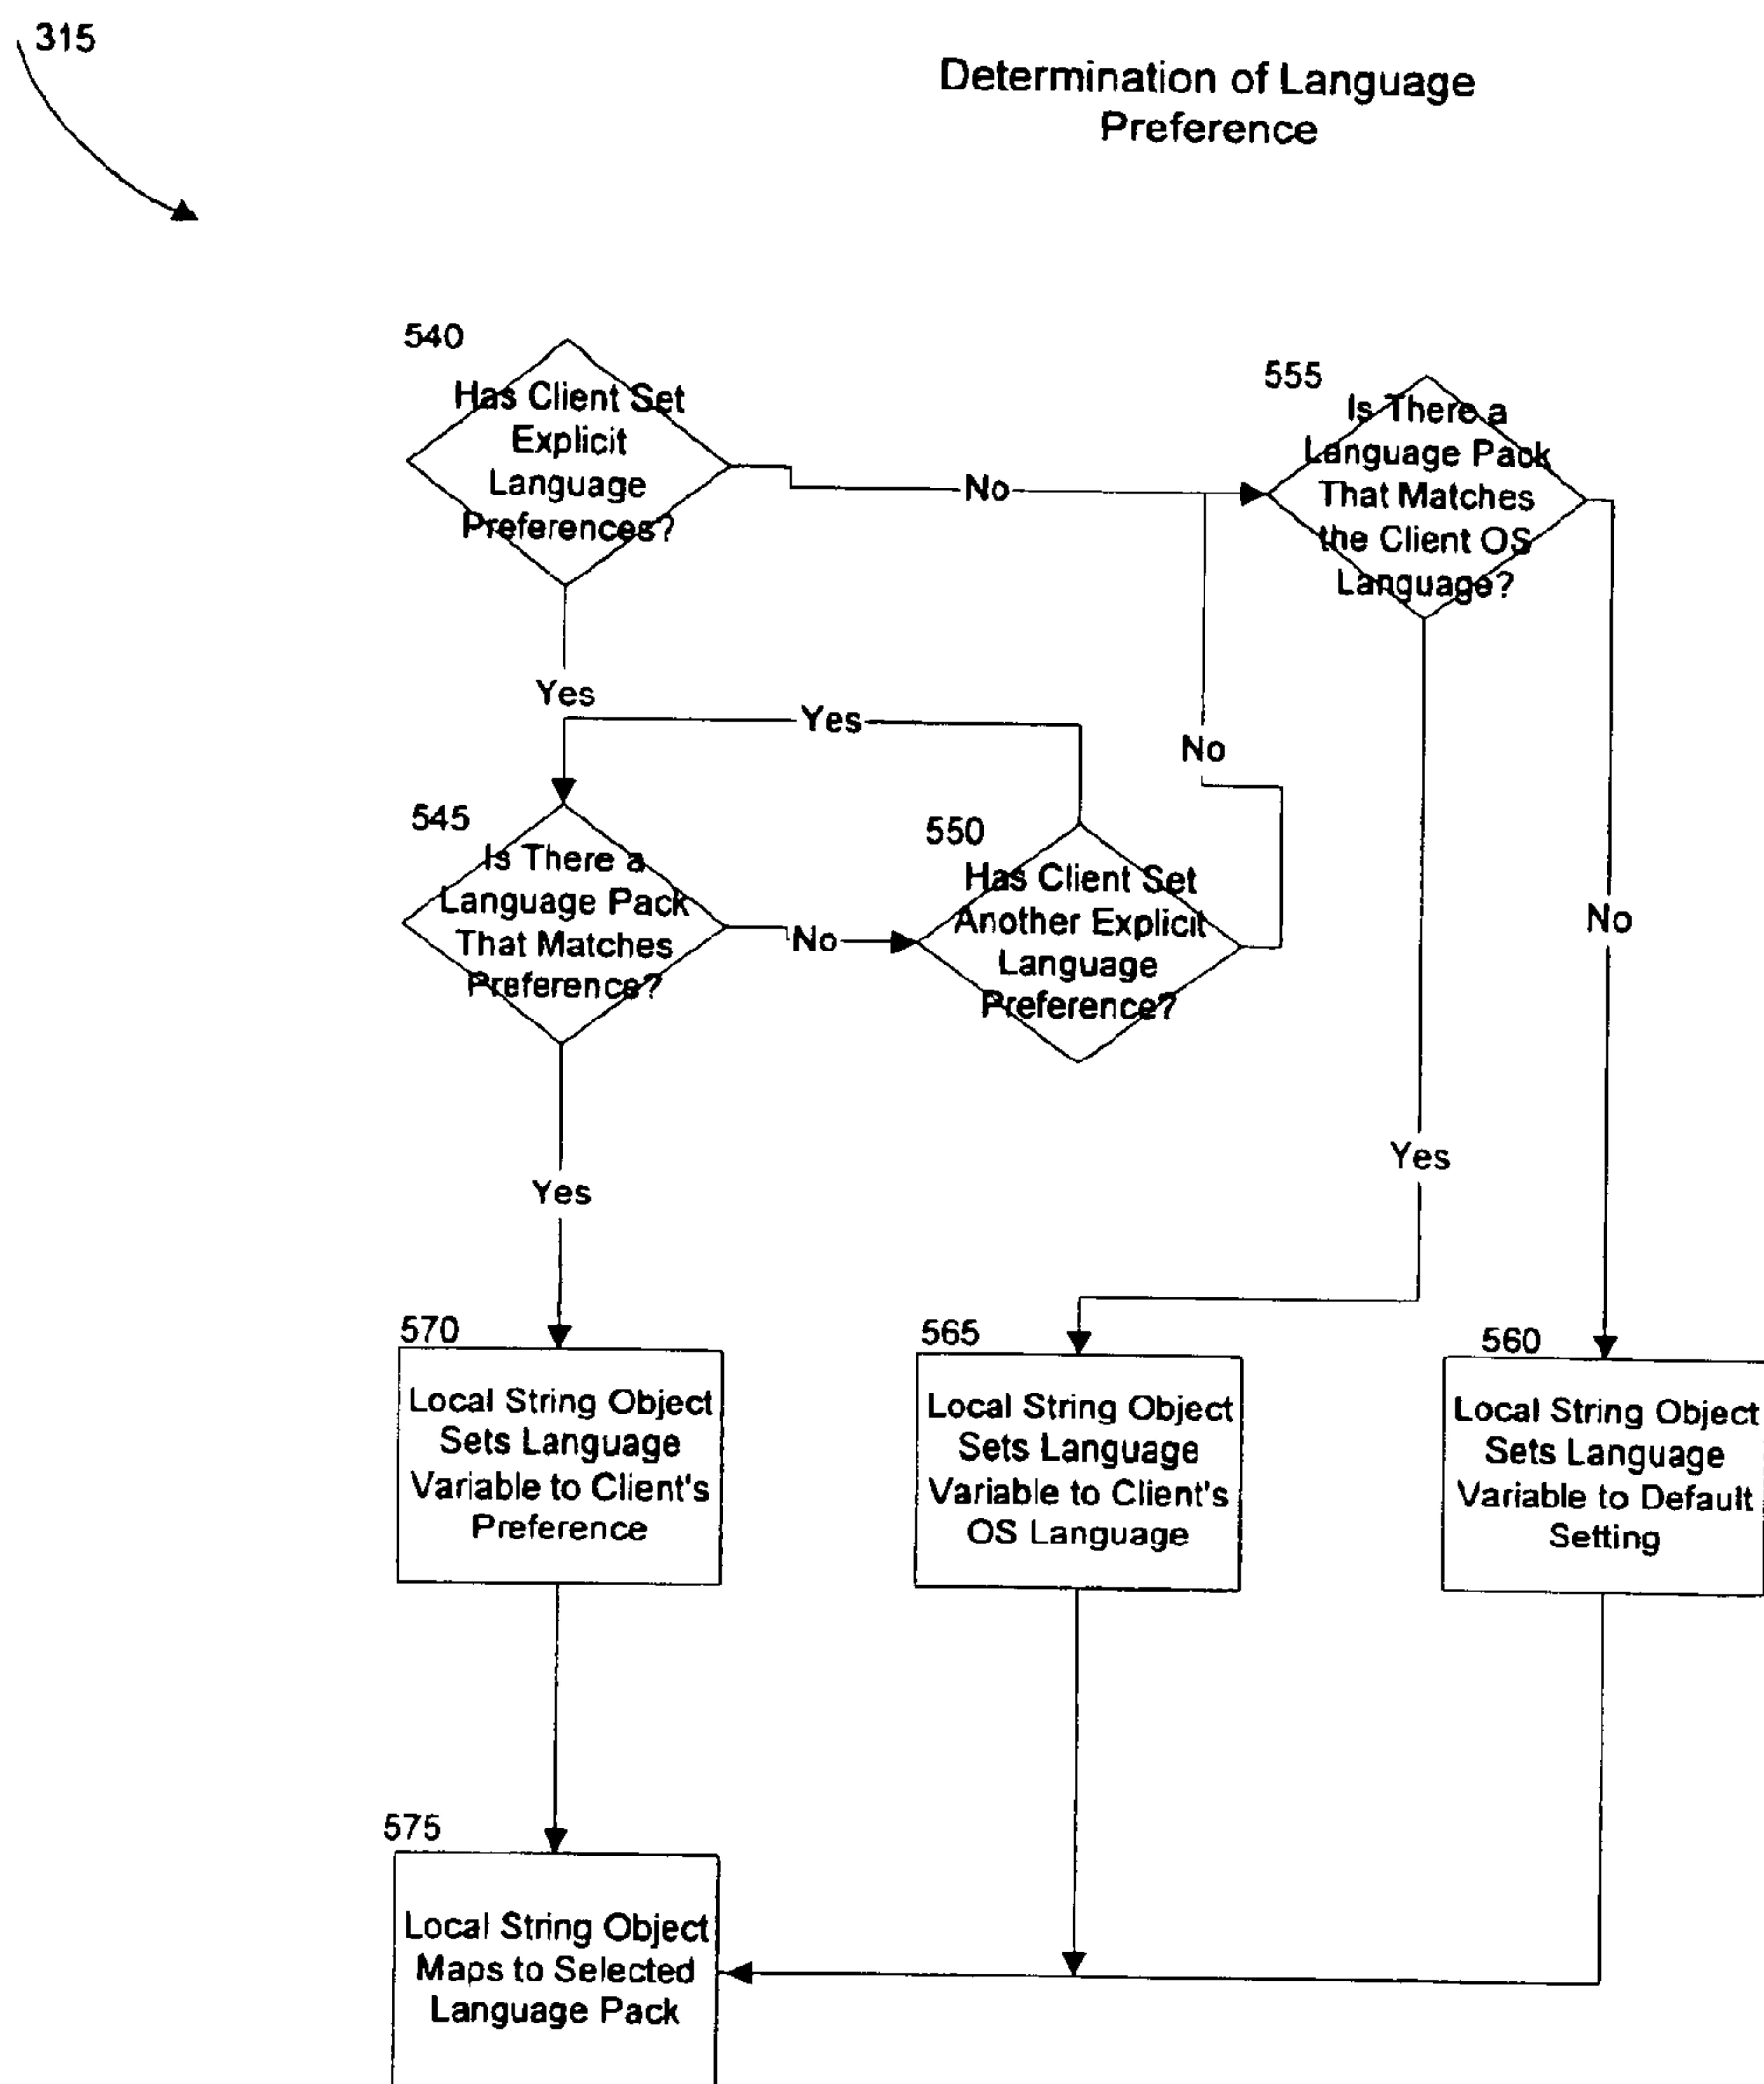 315
Determination of Language
Preference
540
Has Client Set
Explicit
Language
Preferences?
No
555
Is There a
Language Pack
That Matches
the Client OS
Language?
Yes
Yes
No
545
Is There a
Language Pack
That Matches
Preference?
No
550
Has Client Set
Another Explicit
Language
Preference?
No
Yes
Yes
570
Local String Object
Sets Language
Variable to Client's
Preference
565
Local String Object
Sets Language
Variable to Client's
OS Language
560
Local String Object
Sets Language
Variable to Default
Setting
575
Local String Object
Maps to Selected
Language Pack